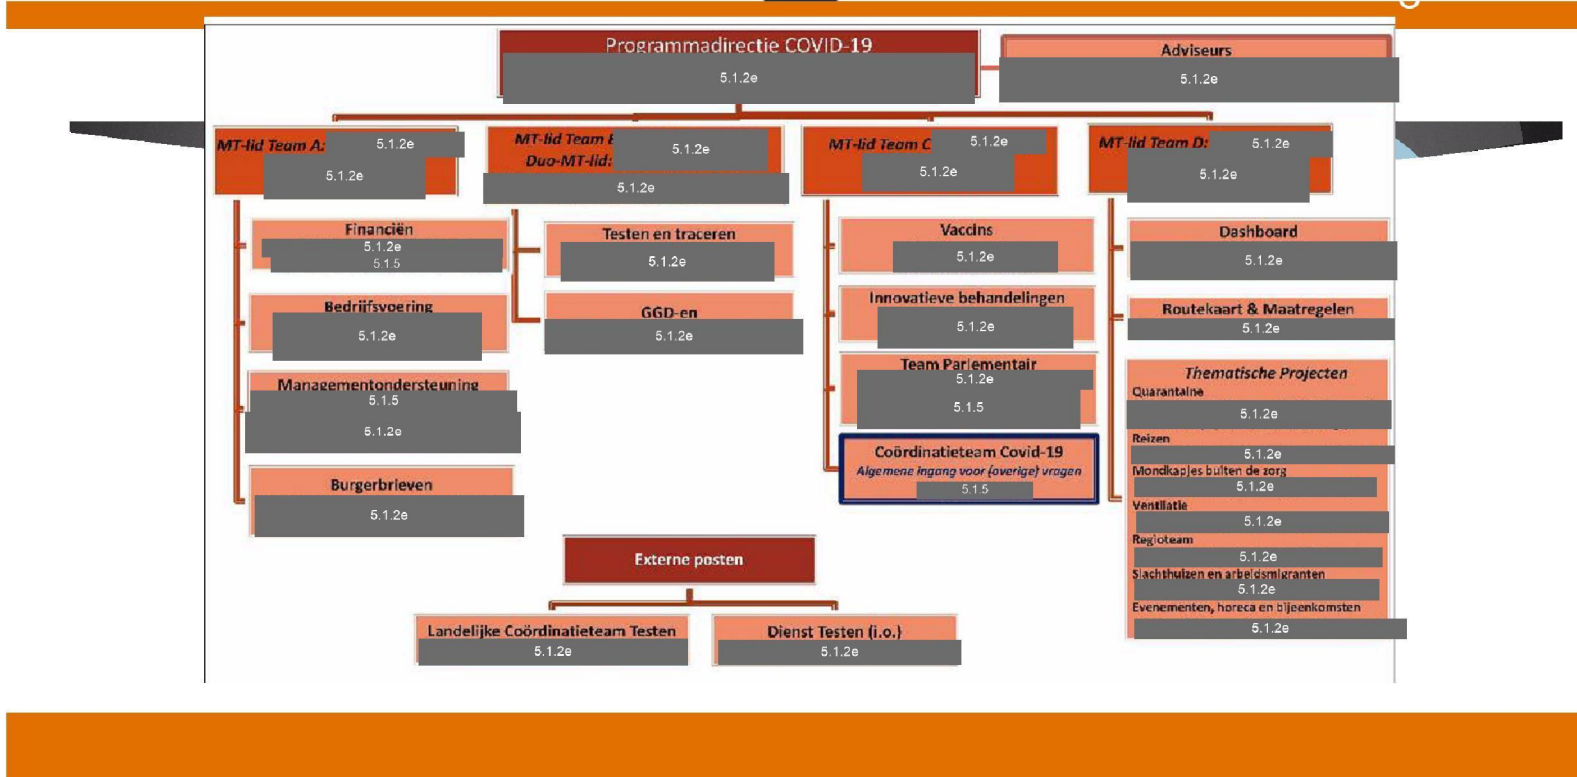 Programmadirectie COVID-19
5.1.2e
Adviseurs
5.1.2e
MT-lid Team A:
5.1.2e
5.1.2e
MT-lid Team
5.1.2e
Duo-MT-lid:
5.1.2e
MT-lid Team C
5.1.2e
5.1.2e
MT-lid Team D:
5.1.2e
5.1.2e
Financiën
5.1.2e
5.1.5
Bedrijfsvoering
5.1.2e
Managementondersteuning
5.1.5
5.1.2e
Burgerbrieven
5.1.2e
Testen en traceren
5.1.2e
GGD-en
5.1.2e
Vaccins
5.1.2e
Innovatieve behandelingen
5.1.2e
Team Parlementair
5.1.2e
5.1.5
Coördinatieteam Covid-19
Algemene ingang voor (overige) vragen
5.1.5
Dashboard
5.1.2e
Routekaart & Maatregelen
5.1.2e
Thematische Projecten
Quarantaine
5.1.2e
Reizen
5.1.2e
Mondkapjes buiten de zorg
5.1.2e
Ventilatie
5.1.2e
Regioteam
5.1.2e
Slachthuizen en arbeidsmigranten
5.1.2e
Evenementen, horeca en bijeenkomsten
5.1.2e
Externe posten
Landelijke Coördinatieteam Testen
5.1.2e
Dienst Testen (i.o.)
5.1.2e